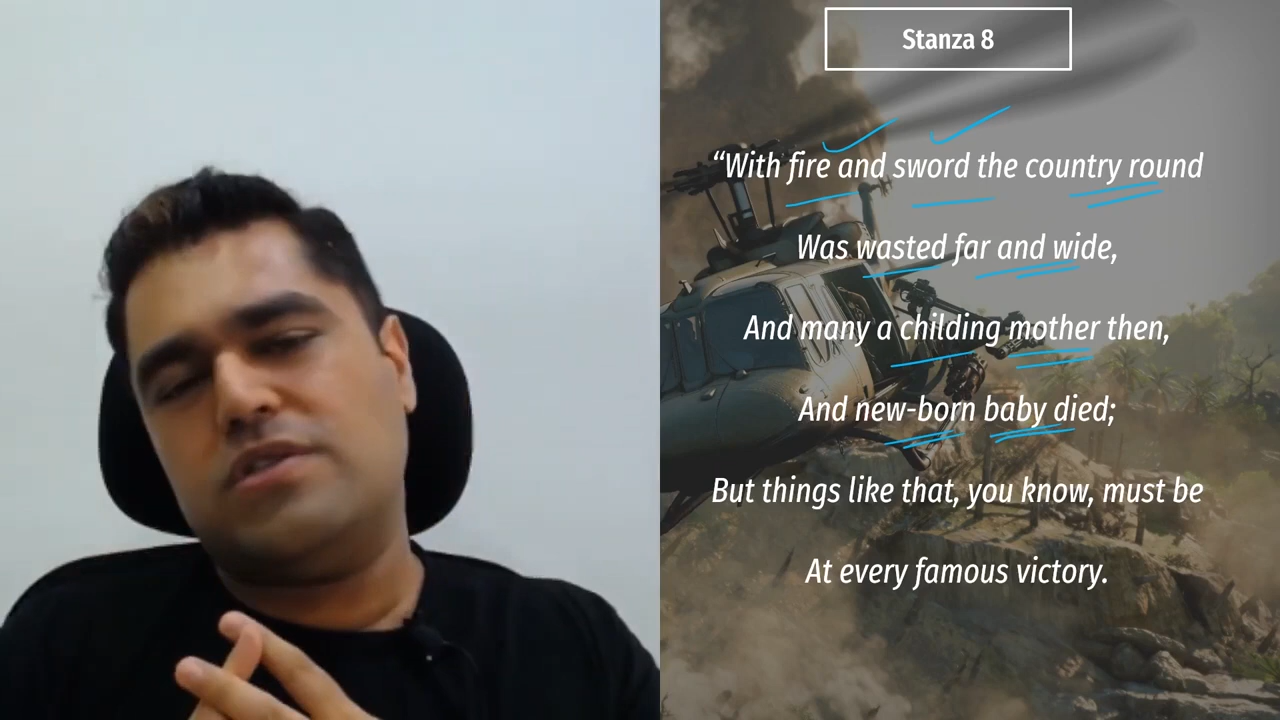 Stanza 8
“With fire and sword the country round
Was wasted far and wide,
And many a childing mother then,
And new-born baby died;
But things like that, you know, must be
At every famous victory.